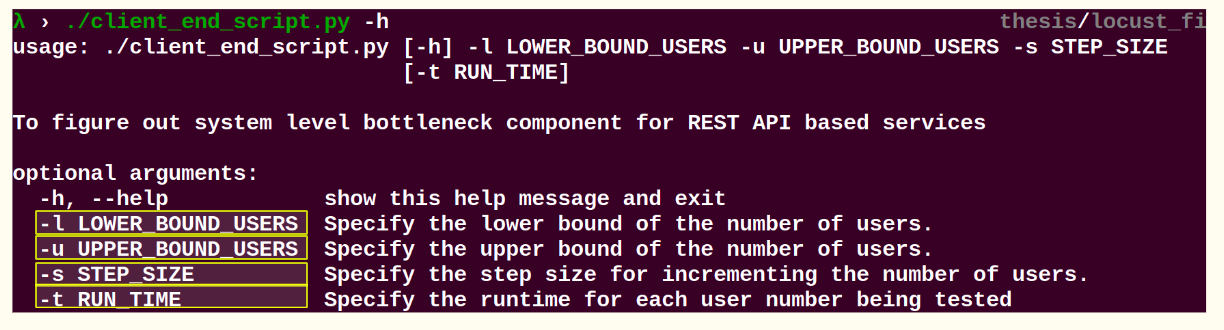 λ › ./client_end_script.py -h thesis/locust_fi
usage: ./client_end_script.py [-h] -l LOWER_BOUND_USERS -u UPPER_BOUND_USERS -s STEP_SIZE
[-t RUN_TIME]
To figure out system level bottleneck component for REST API based services
optional arguments:
-h, --help show this help message and exit
-l LOWER_BOUND_USERS Specify the lower bound of the number of users.
-u UPPER_BOUND_USERS Specify the upper bound of the number of users.
-s STEP_SIZE Specify the step size for incrementing the number of users.
-t RUN_TIME Specify the runtime for each user number being tested